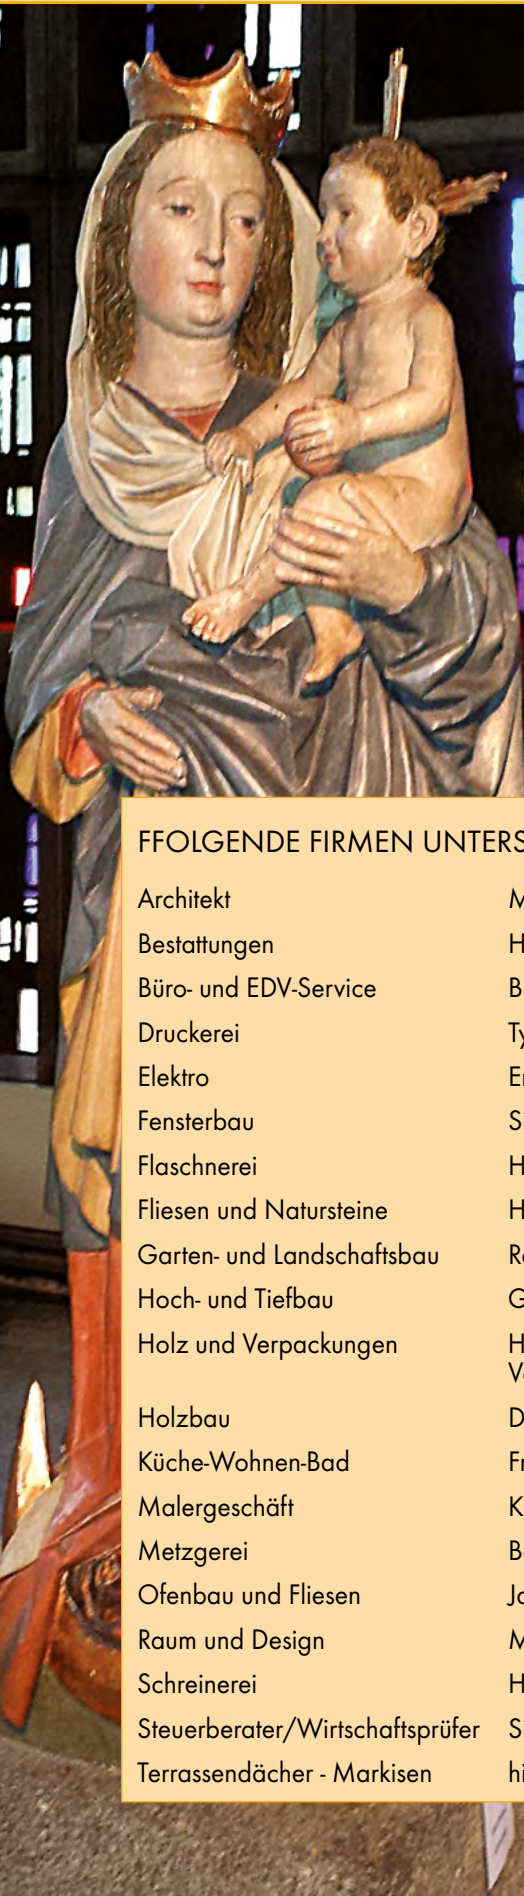 FFOLGENDE FIRMEN
Architekt
Bestattungen
Büro- und EDV-Service
Druckerei
Elektro
Fensterbau
Flaschnerei
Fliesen und Natursteine
Garten- und Landschaftsbau
Hoch- und Tiefbau
Holz und Verpackungen
Holzbau
Küche-Wohnen-Bad
Malergeschäft
Metzgerei
Ofenbau und Fliesen
Raum und Design
Schreinerei
Steuerberater/Wirtschaftsprüfer
Terrassendächer - Markisen